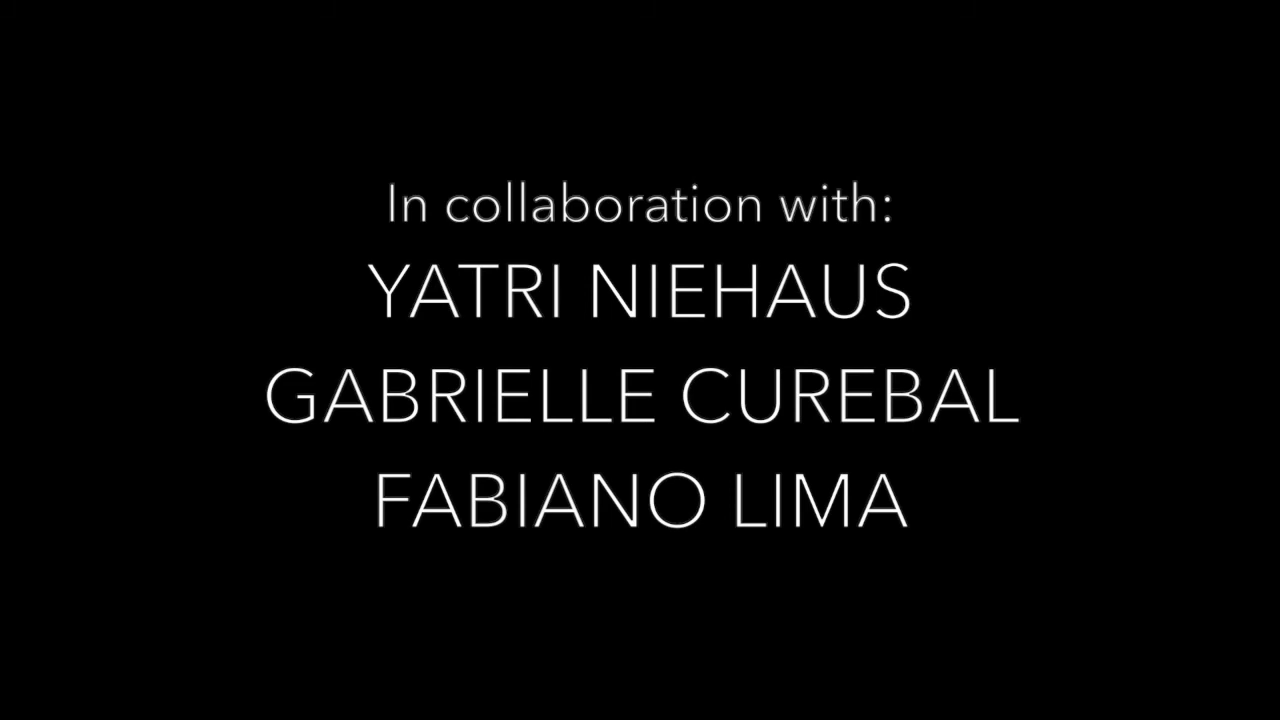 In collaboration with:
YATRI NIEHAUS
GABRIELLE CUREBAL
FABIANO LIMA